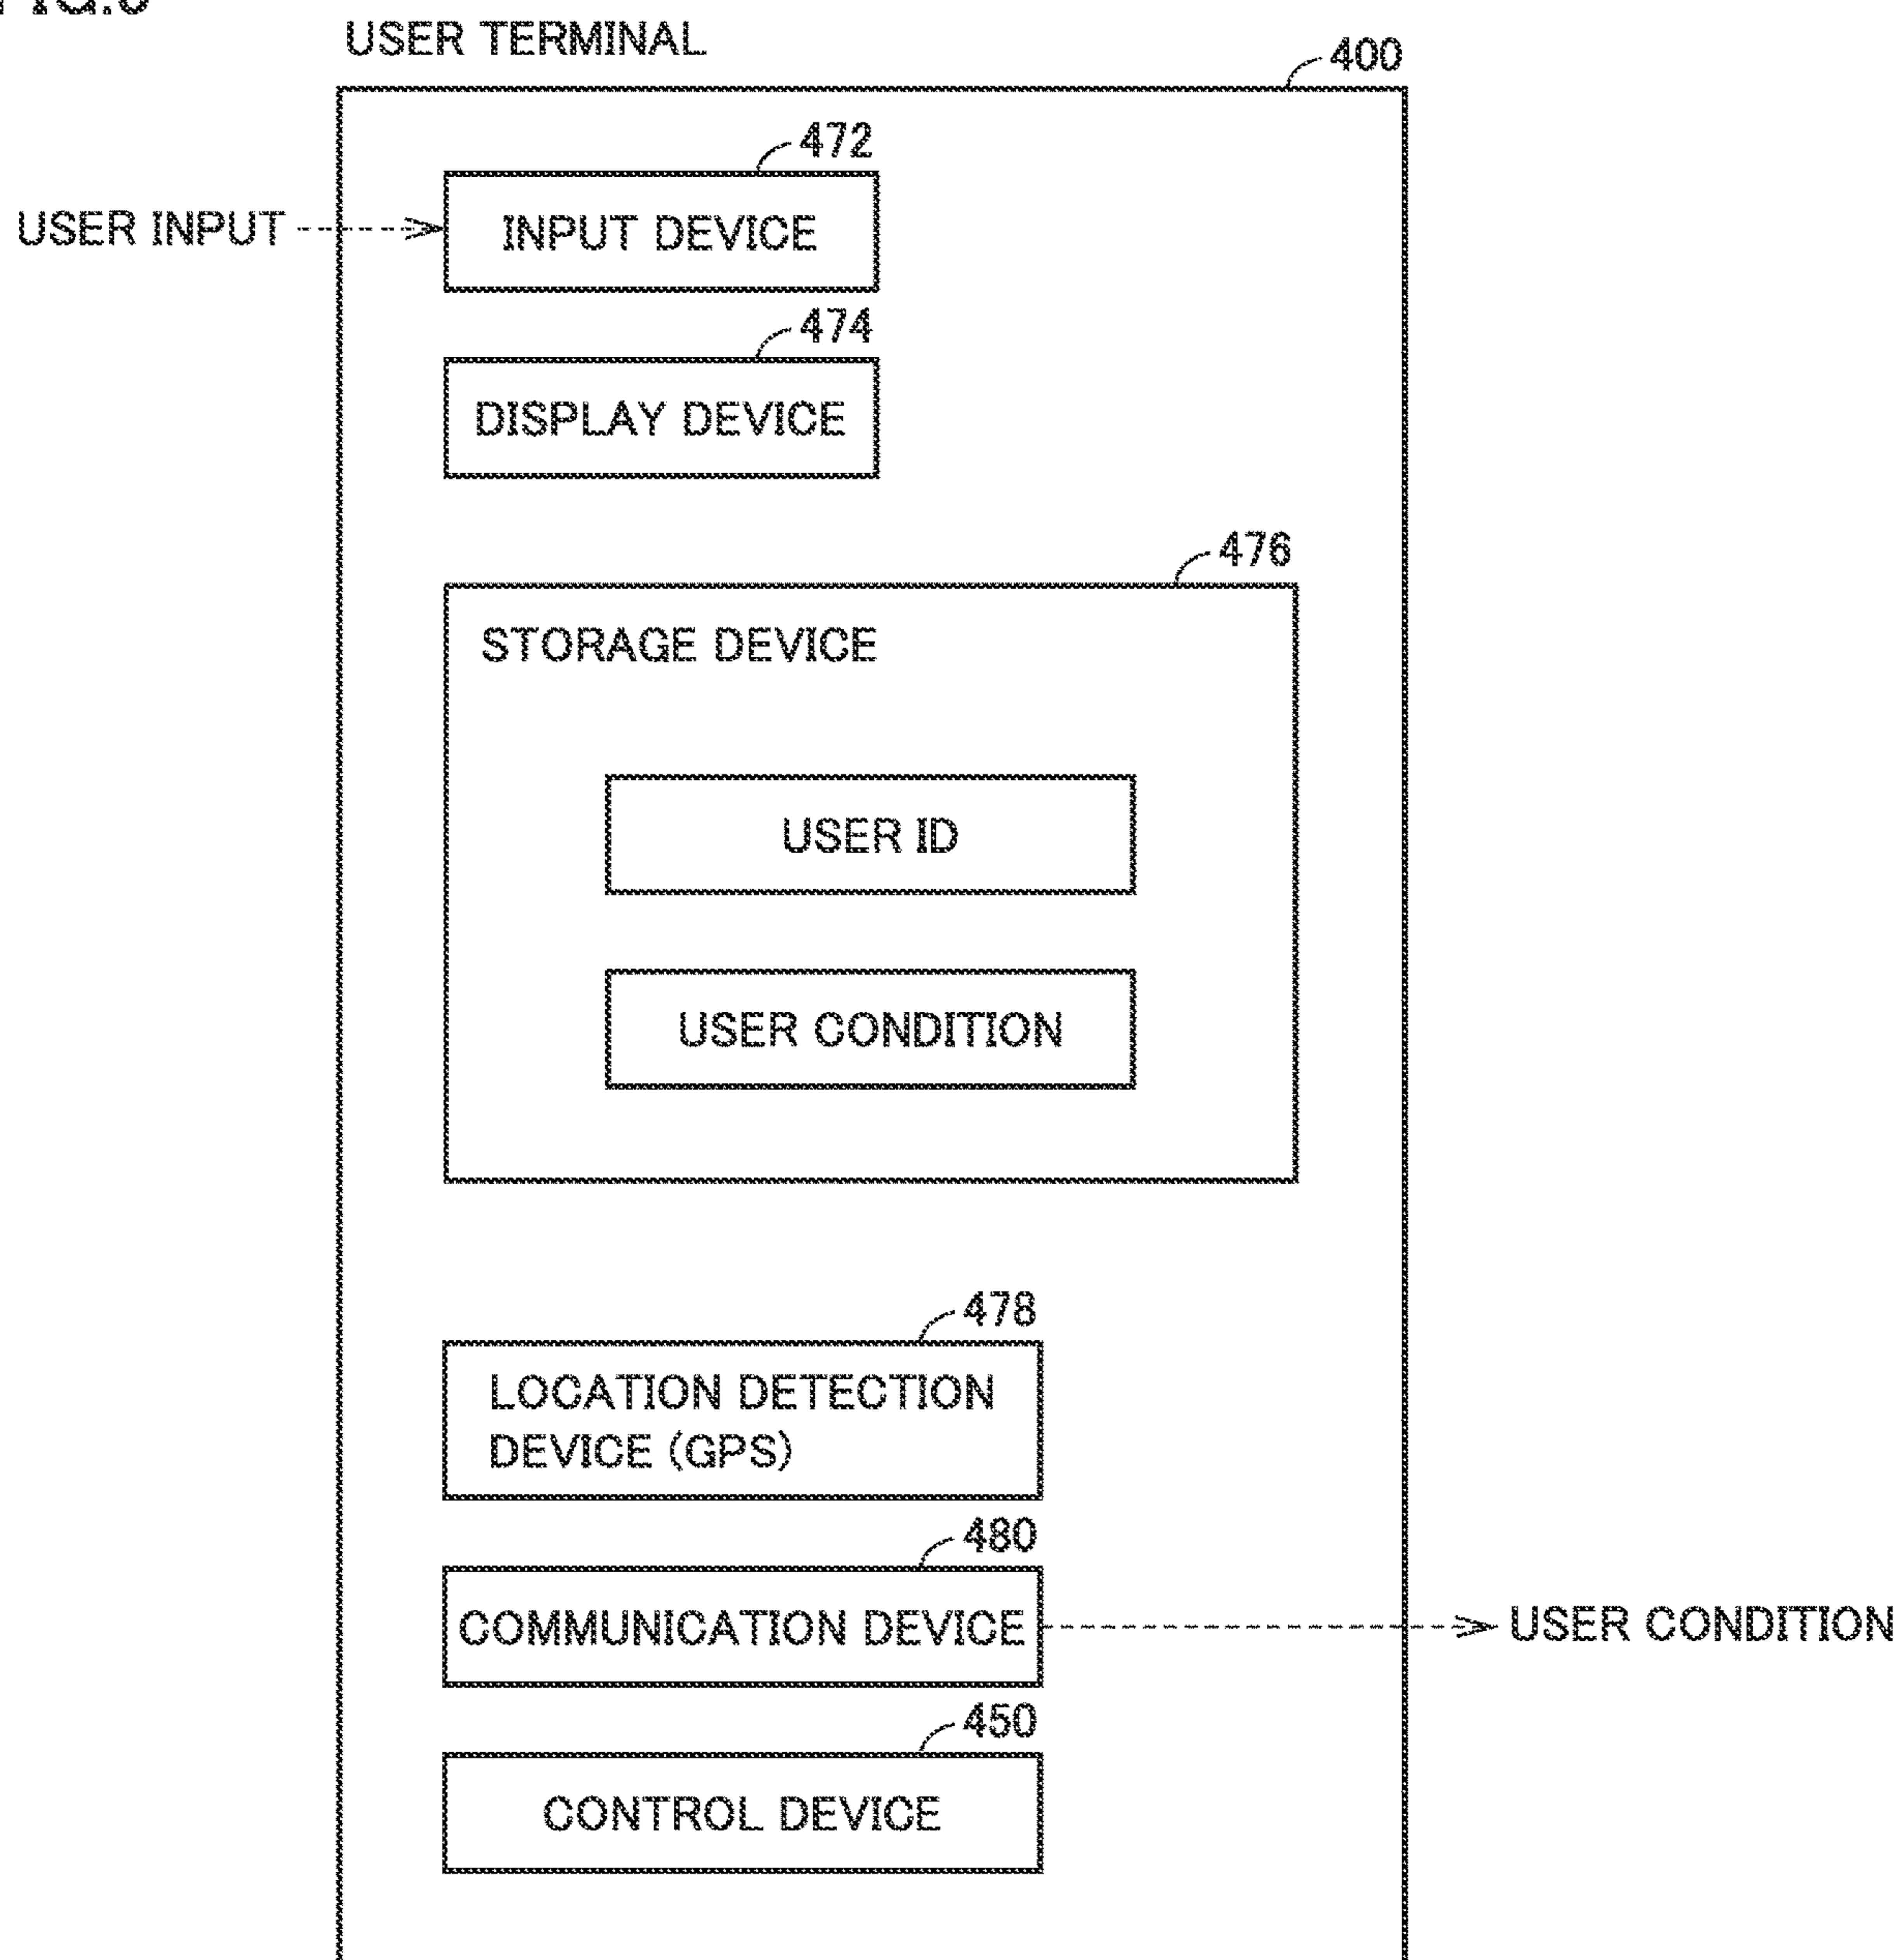 USER TERMINAL
400
472
USER INPUT
INPUT DEVICE
474
DISPLAY DEVICE
476
STORAGE DEVICE
USER ID
USER CONDITION
478
LOCATION DETECTION
DEVICE (GPS)
480
COMMUNICATION DEVICE
USER CONDITION
450
CONTROL DEVICE